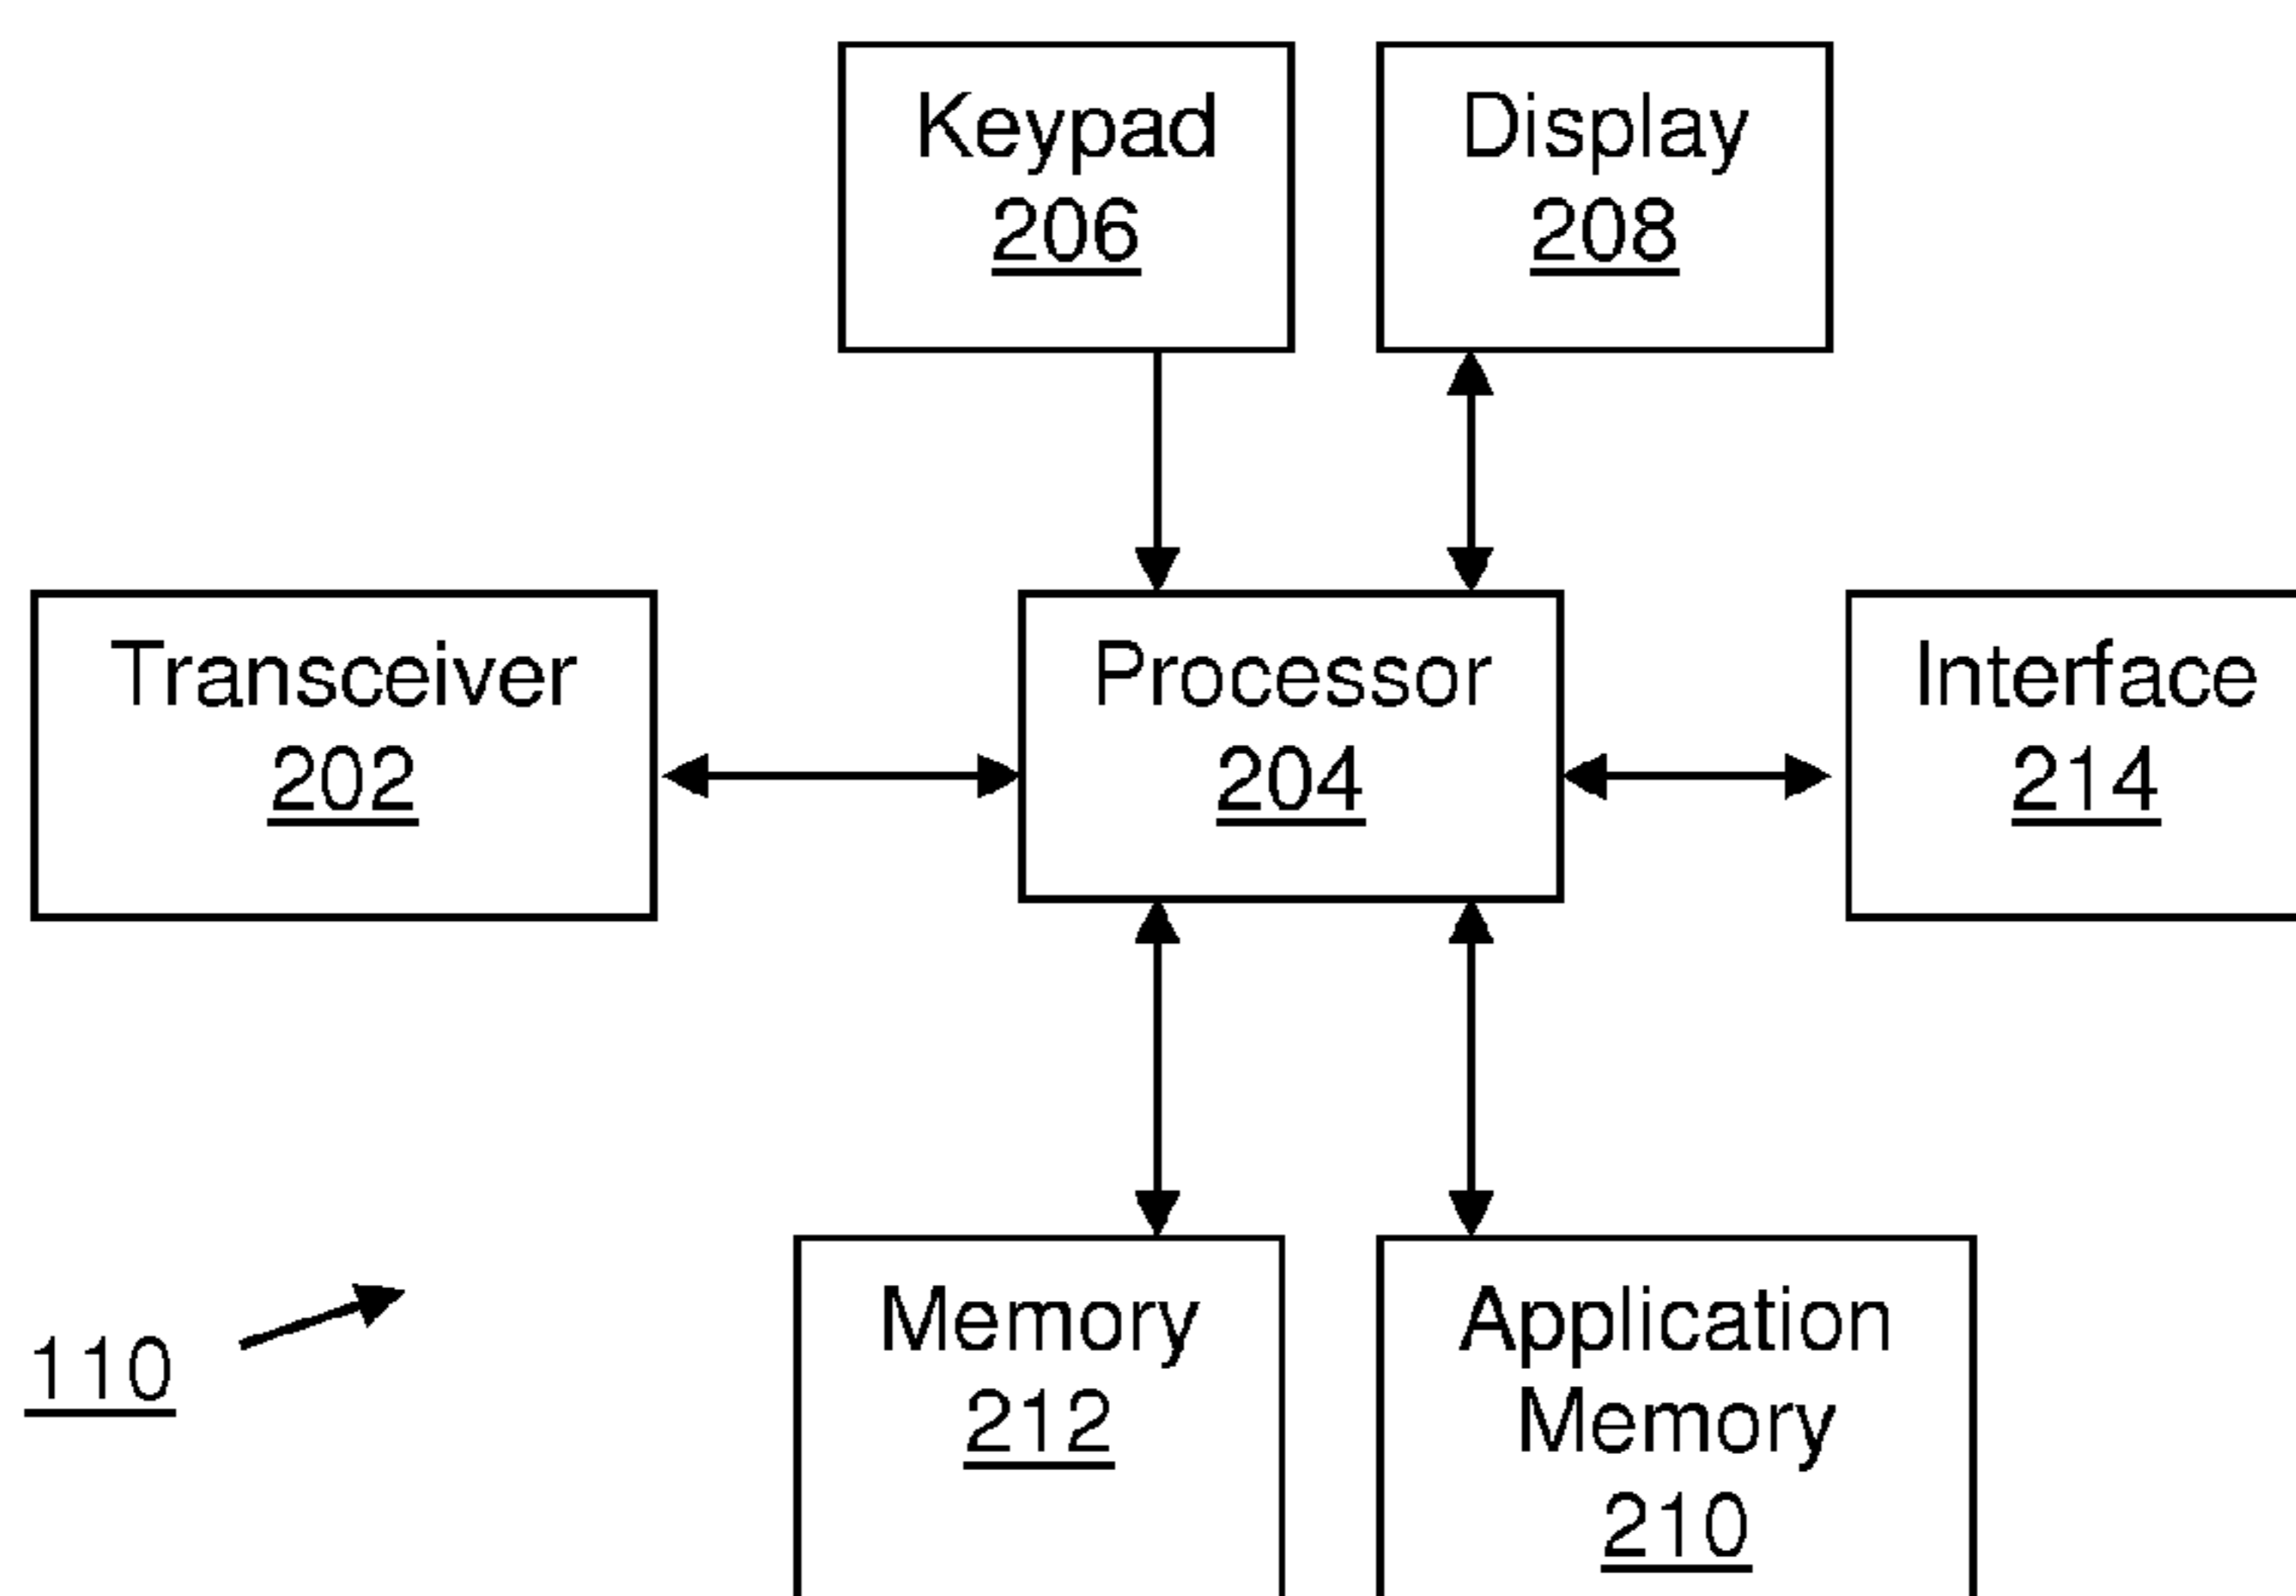 Keypad
206
Display
208
Transceiver
202
Processor
204
Interface
214
110
Memory
212
Application
Memory
210